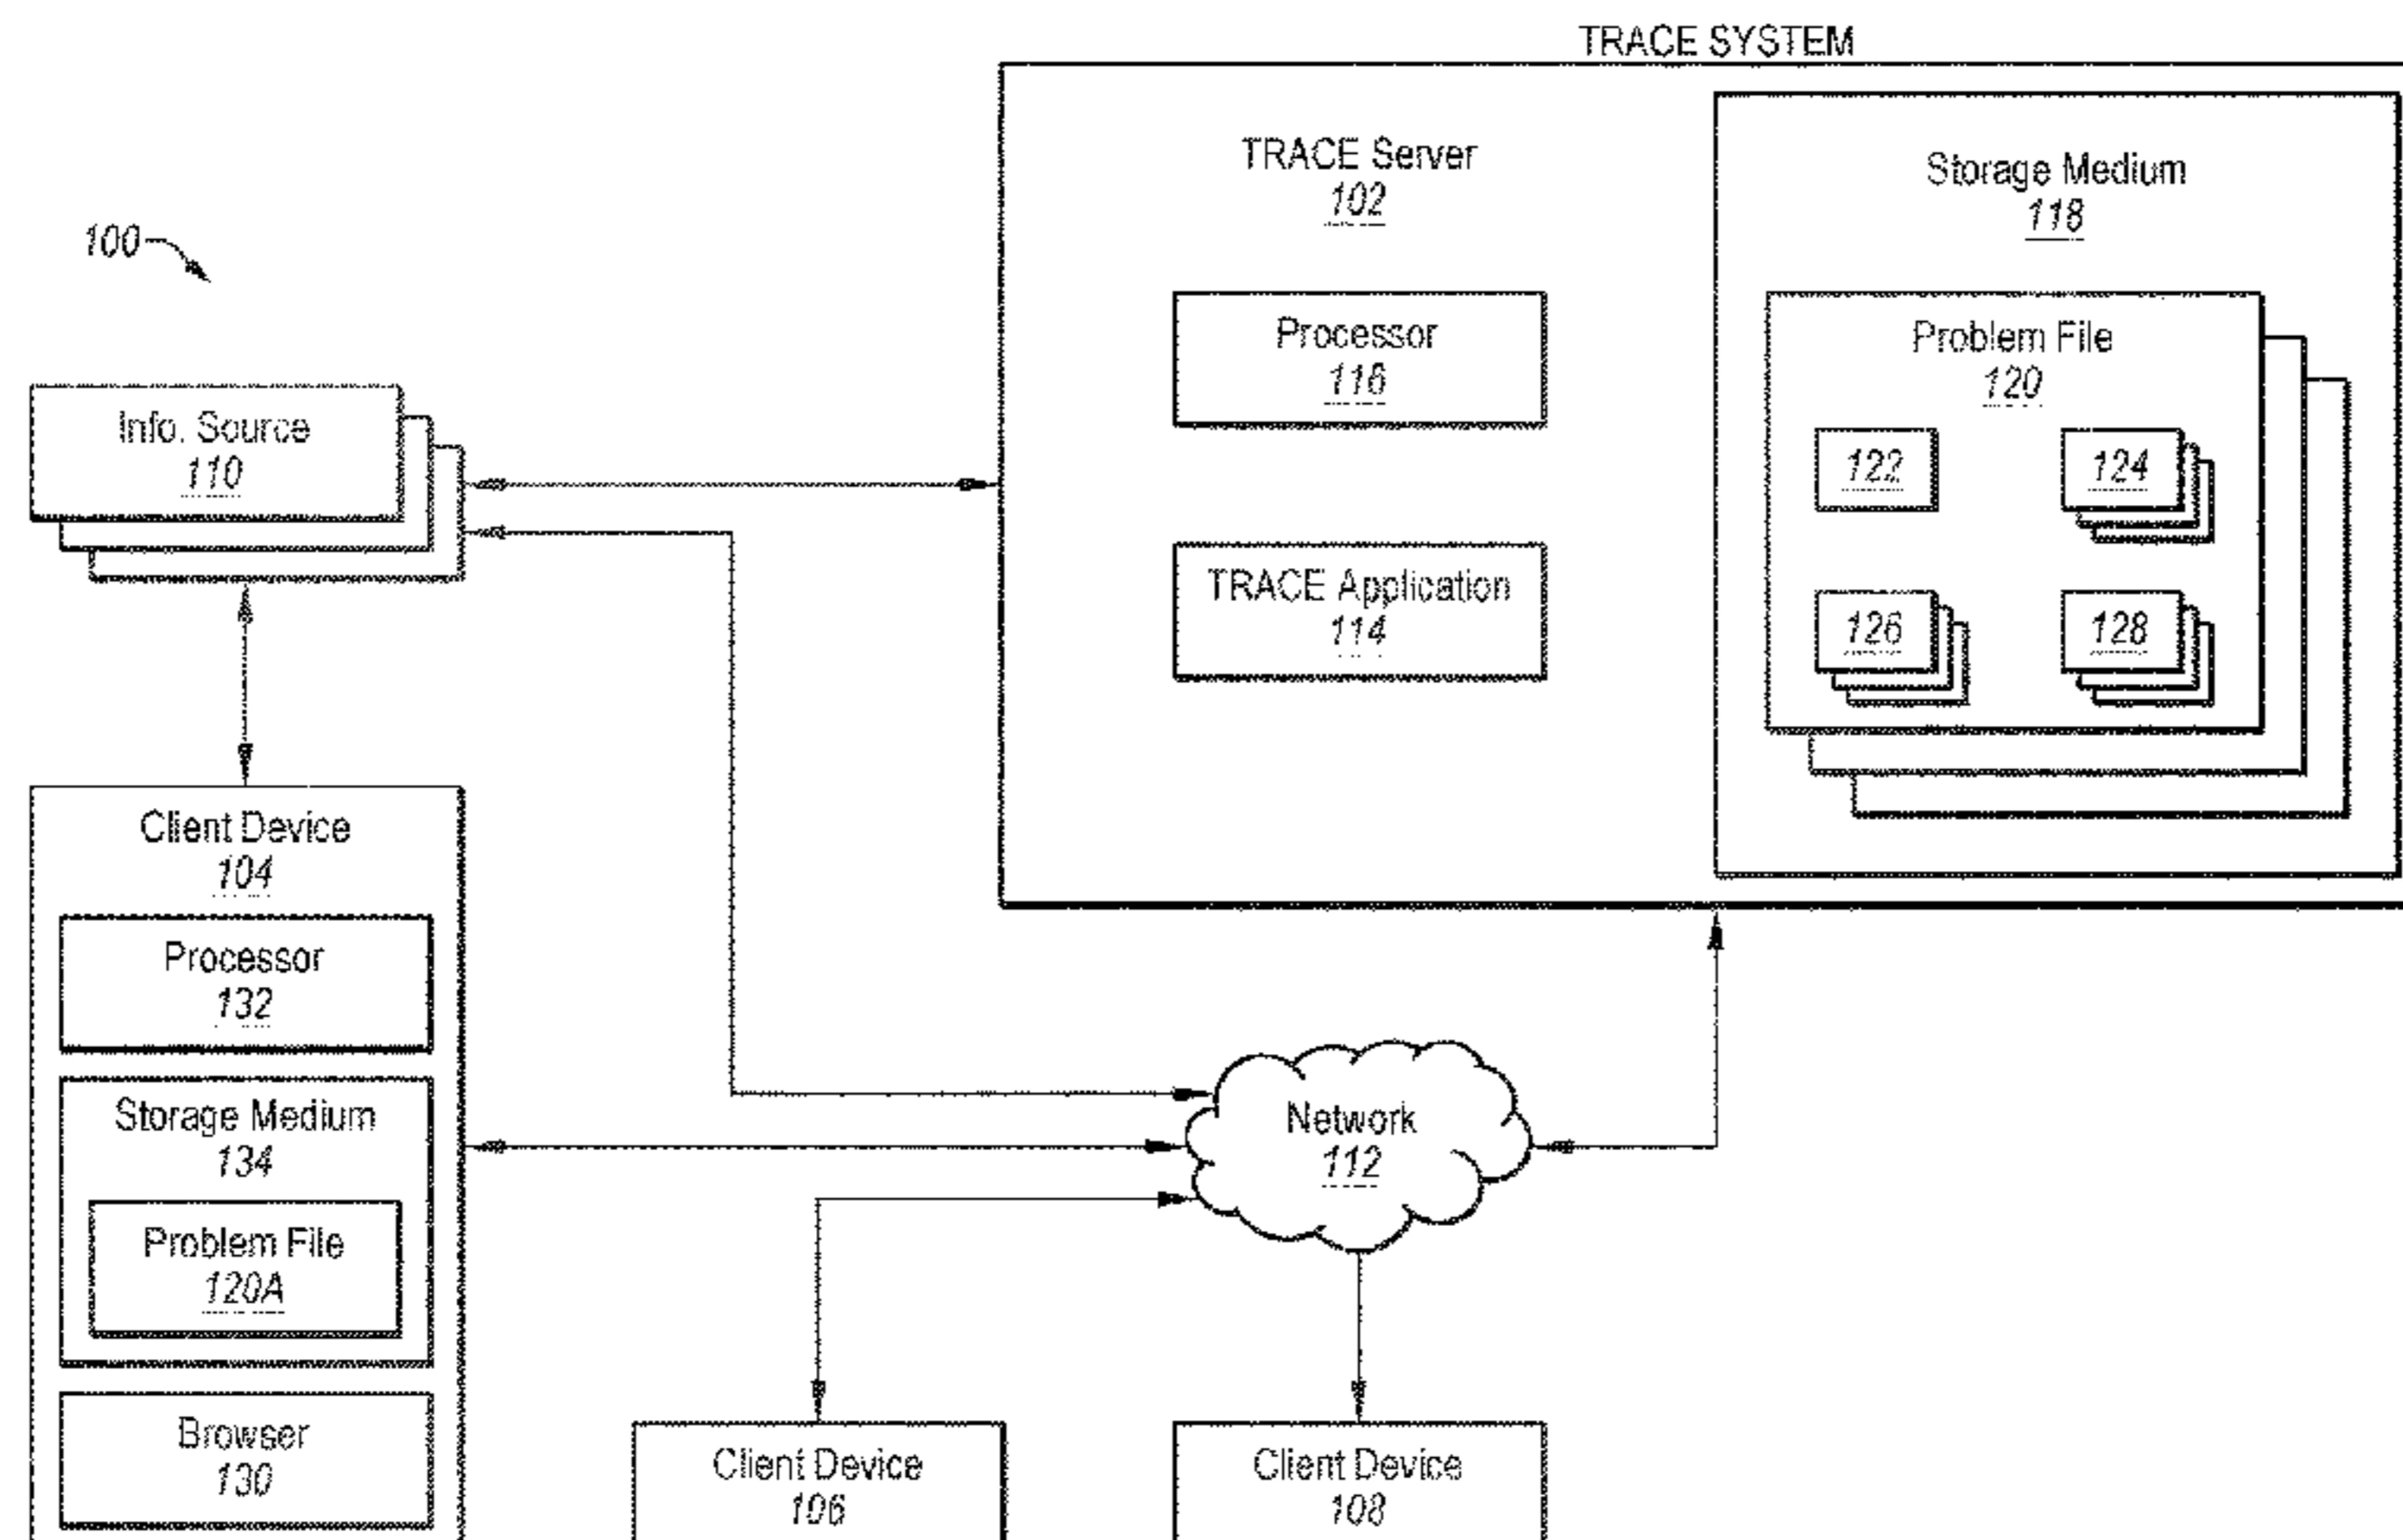 TRACE SYSTEM
TRACE Server
102
Storage Medium
118
100
Processor
116
Problem File
120
Info. Source
110
122
124
TRACE Application
114
126
128
Client Device
104
Processor
132
Storage Medium
134
Problem File
120A
Browser
130
Network
112
Client Device
106
Client Device
108